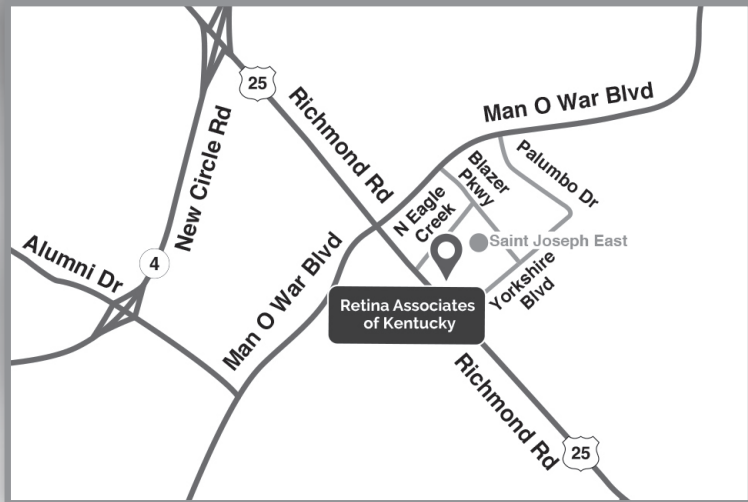 25
Richmond Rd
Man O War Blvd
New Circle Rd
Blazer
Pkwy
Palumbo Dr
N Eagle
Creek
Saint Joseph East
Alumni Dr
4
Man O War Blvd
Yorkshire
Blvd
Retina Associates
of Kentucky
Richmond Rd
25